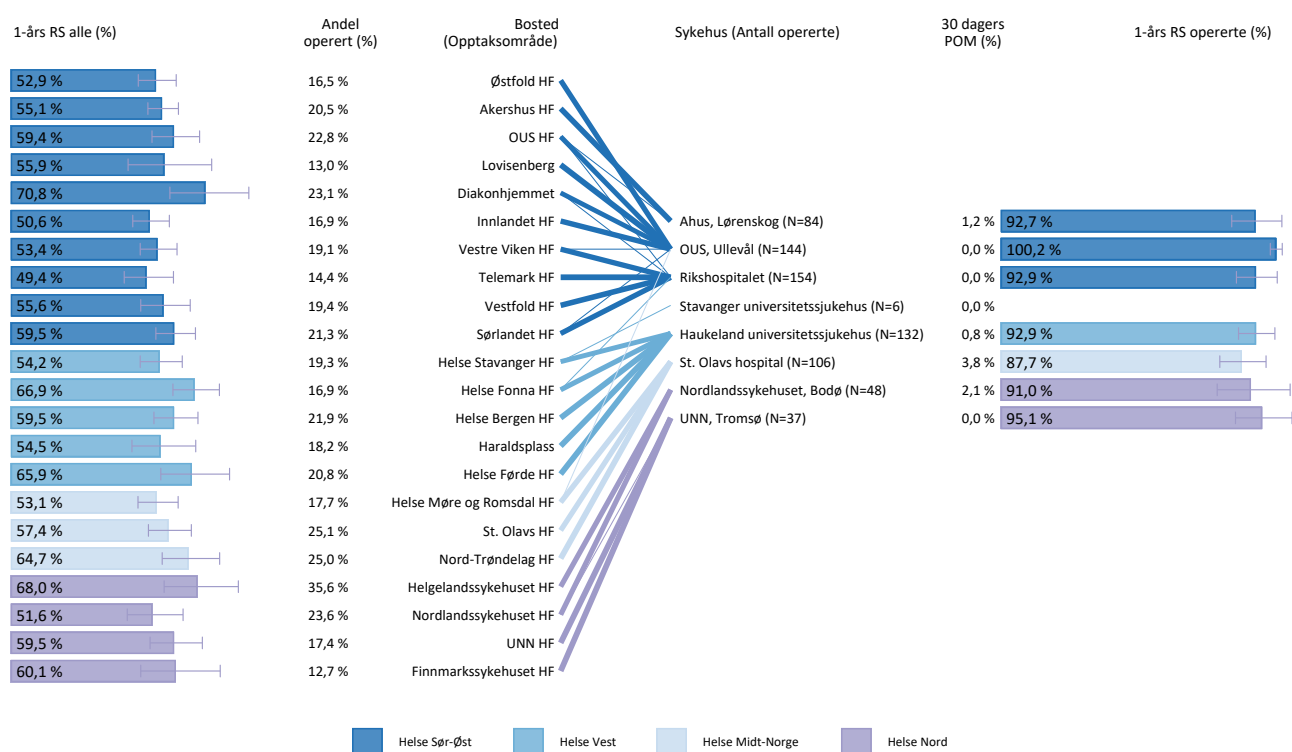 1-års RS alle (%)
Andel
operert (%)
Bosted
(Opptaksområde)
Sykehus (Antall opererte)
30 dagers
POM (%)
1-års RS opererte (%)
52,9 % 16,5 % Østfold HF
55,1 % 20,5 % Akershus HF
59,4 % 22,8 % OUS HF
55,9 % 13,0 % Lovisenberg
70,8 % 23,1 % Diakonhjemmet
50,6 % 16,9 % Innlandet HF Ahus, Lørenskog (N=84) 1,2 % 92,7 %
53,4 % 19,1 % Vestre Viken HF OUS, Ullevål (N=144) 0,0 % 100,2 %
49,4 % 14,4 % Telemark HF Rikshospitalet (N=154) 0,0 % 92,9 %
55,6 % 19,4 % Vestfold HF Stavanger universitetssjukehus (N=6) 0,0 %
59,5 % 21,3 % Sørlandet HF Haukeland universitetssjukehus (N=132) 0,8 % 92,9 %
54,2 % 19,3 % Helse Stavanger HF St. Olavs hospital (N=106) 3,8 % 87,7 %
66,9 % 16,9 % Helse Fonna HF Nordlandssykehuset, Bodø (N=48) 2,1 % 91,0 %
59,5 % 21,9 % Helse Bergen HF UNN, Tromsø (N=37) 0,0 % 95,1 %
54,5 % 18,2 % Haraldsplass
65,9 % 20,8 % Helse Førde HF
53,1 % 17,7 % Helse Møre og Romsdal HF
57,4 % 25,1 % St. Olavs HF
64,7 % 25,0 % Nord-Trøndelag HF
68,0 % 35,6 % Helgelandssykehuset HF
51,6 % 23,6 % Nordlandssykehuset HF
59,5 % 17,4 % UNN HF
60,1 % 12,7 % Finnmarkssykehuset HF
Helse Sør-Øst Helse Vest Helse Midt-Norge Helse Nord